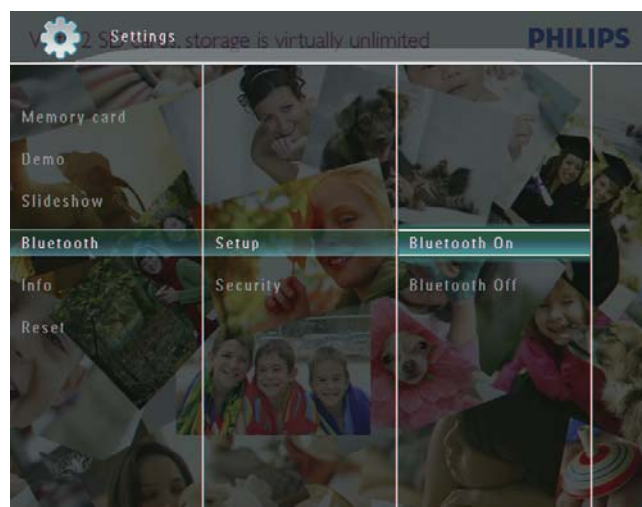 Settings
storage is virtually unlimited
PHILIPS
Memory card
Demo
Slideshow
Bluetooth
Setup
Bluetooth On
Info
Security
Bluetooth Off
Reset